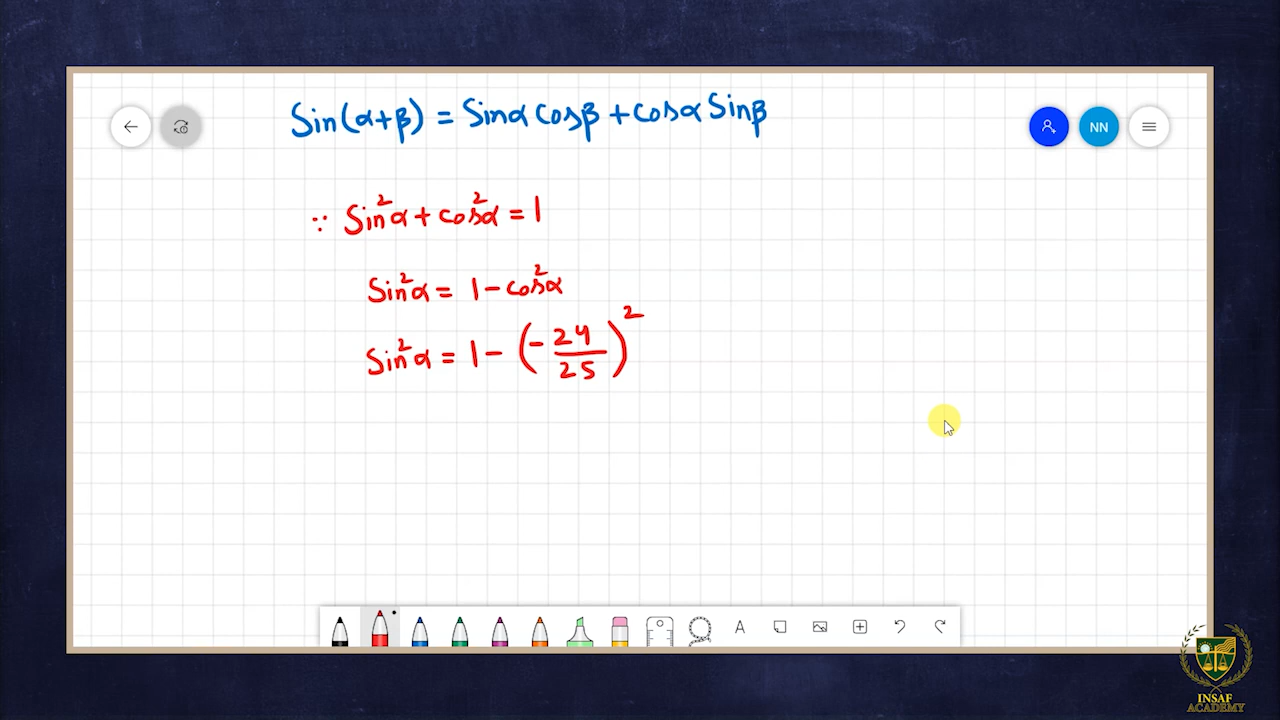 Sin(α+β) = Sinα Cosβ + Cosα Sinβ
NN
∵ Sin²α + cos²α = 1
Sin²α = 1 - cos²α
Sin²α = 1 - (-24/25)²
A
INSAF
ACADEMY